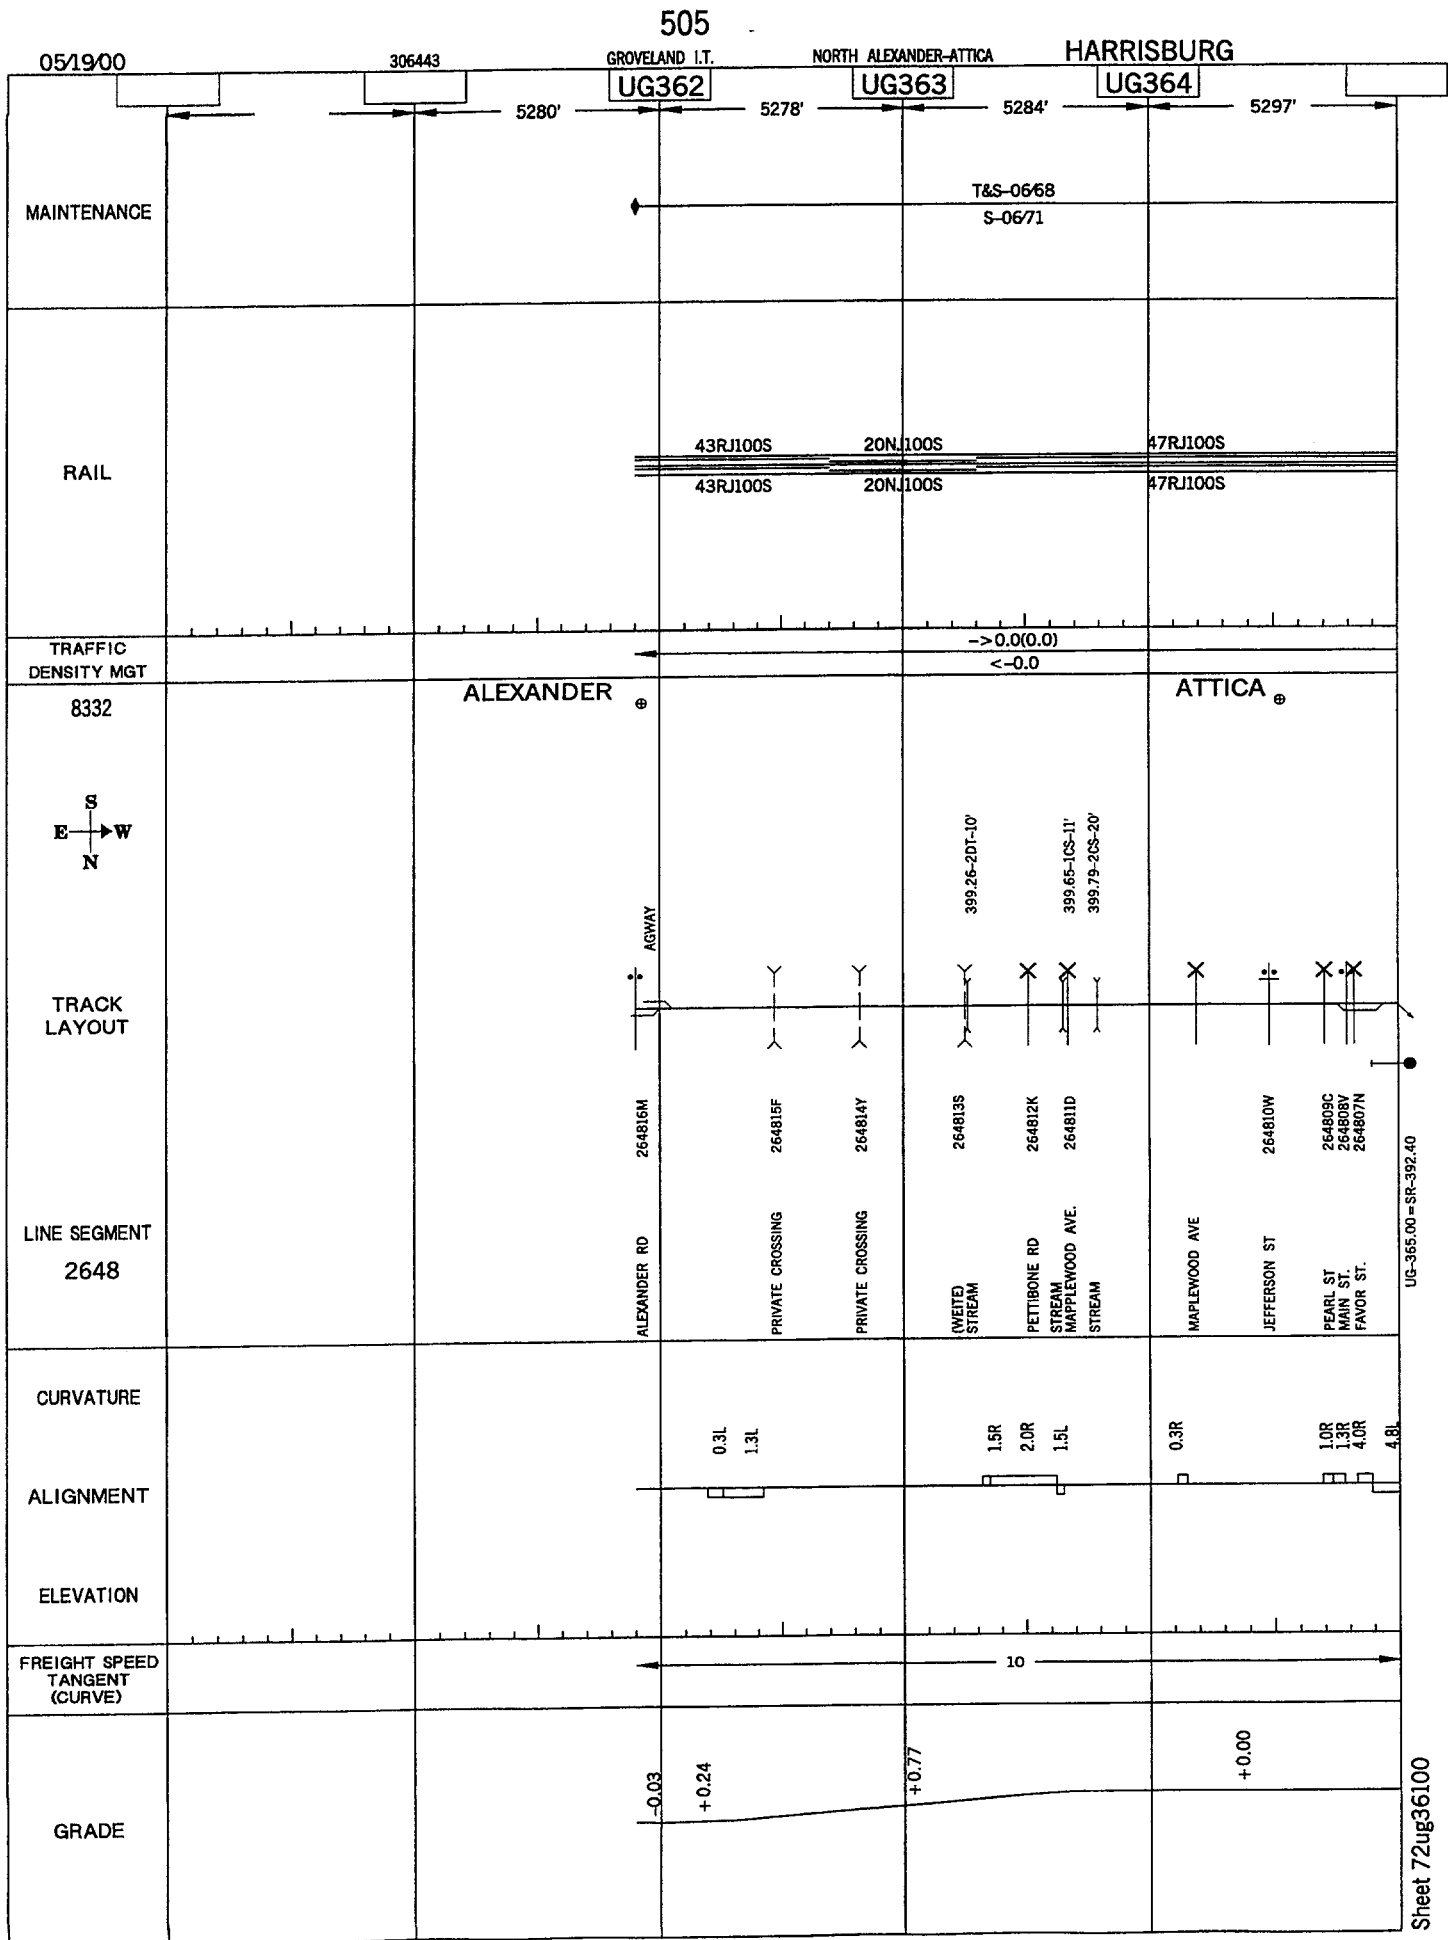 505
05/19/00
306443
GROVELAND I.T.
NORTH ALEXANDER-ATTICA
HARRISBURG
UG362
UG363
UG364
5280'
5278'
5284'
5297'
MAINTENANCE
T&S-06/68
S-06/71
RAIL
43RJ100S
20NJ100S
47RJ100S
43RJ100S
20NJ100S
47RJ100S
TRAFFIC
DENSITY MGT
->0.0(0.0)
<-0.0
8332
ALEXANDER
ATTICA
S
E
W
N
399.26-2DT-10'
399.65-1CS-11'
399.79-2CS-20'
AGWAY
TRACK
LAYOUT
264816M
264815F
264814Y
264813S
264812K
264811D
264810W
264809C
264808V
264807N
UG-365.00=SR-392.40
LINE SEGMENT
2648
ALEXANDER RD
PRIVATE CROSSING
PRIVATE CROSSING
(WEITE)
STREAM
PETTIBONE RD
STREAM
MAPPLEWOOD AVE.
STREAM
MAPLEWOOD AVE
JEFFERSON ST
PEARL ST
MAIN ST.
FAVOR ST.
CURVATURE
0.3L
1.3L
1.5R
2.0R
1.5L
0.3R
1.0R
1.3R
4.0R
4.8L
ALIGNMENT
ELEVATION
FREIGHT SPEED
TANGENT
(CURVE)
10
GRADE
-0.03
+0.24
+0.77
+0.00
Sheet 72ug36100